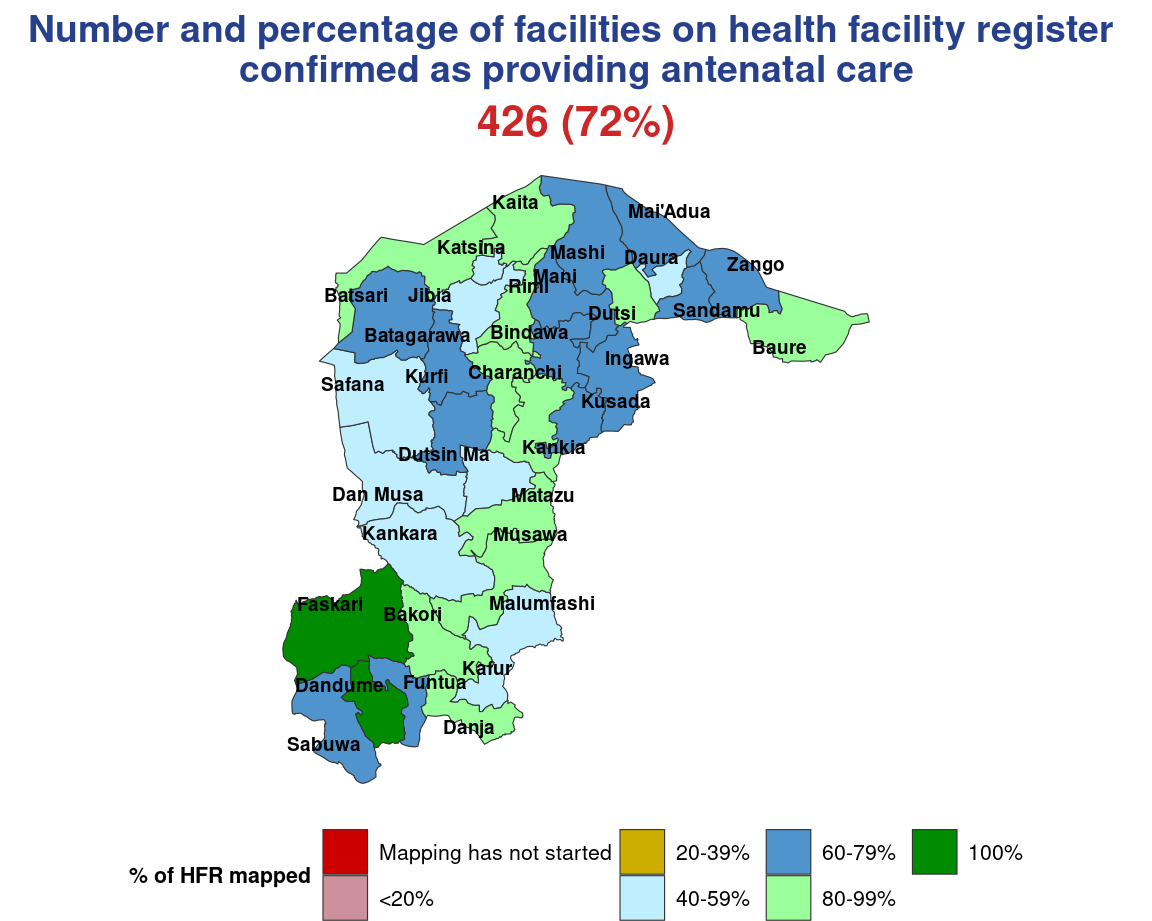 Number and percentage of facilities on health facility register
confirmed as providing antenatal care
426 (72%)
Kaita
Mai'Adua
Katsina
Mashi
Daura
Zango
Mani
Rimi
Batsari
Jibia
Dutsi
Sandamu
Batagarawa
Bindawa
Baure
Ingawa
Charanchi
Kurfi
Safana
Kusada
Kankia
Dutsin Ma
Dan Musa
Matazu
Kankara
Musawa
Faskari
Malumfashi
Bakori
Kafur
Dandume
Funtua
Danja
Sabuwa
% of HFR mapped
Mapping has not started
<20%
20-39%
40-59%
60-79%
80-99%
100%